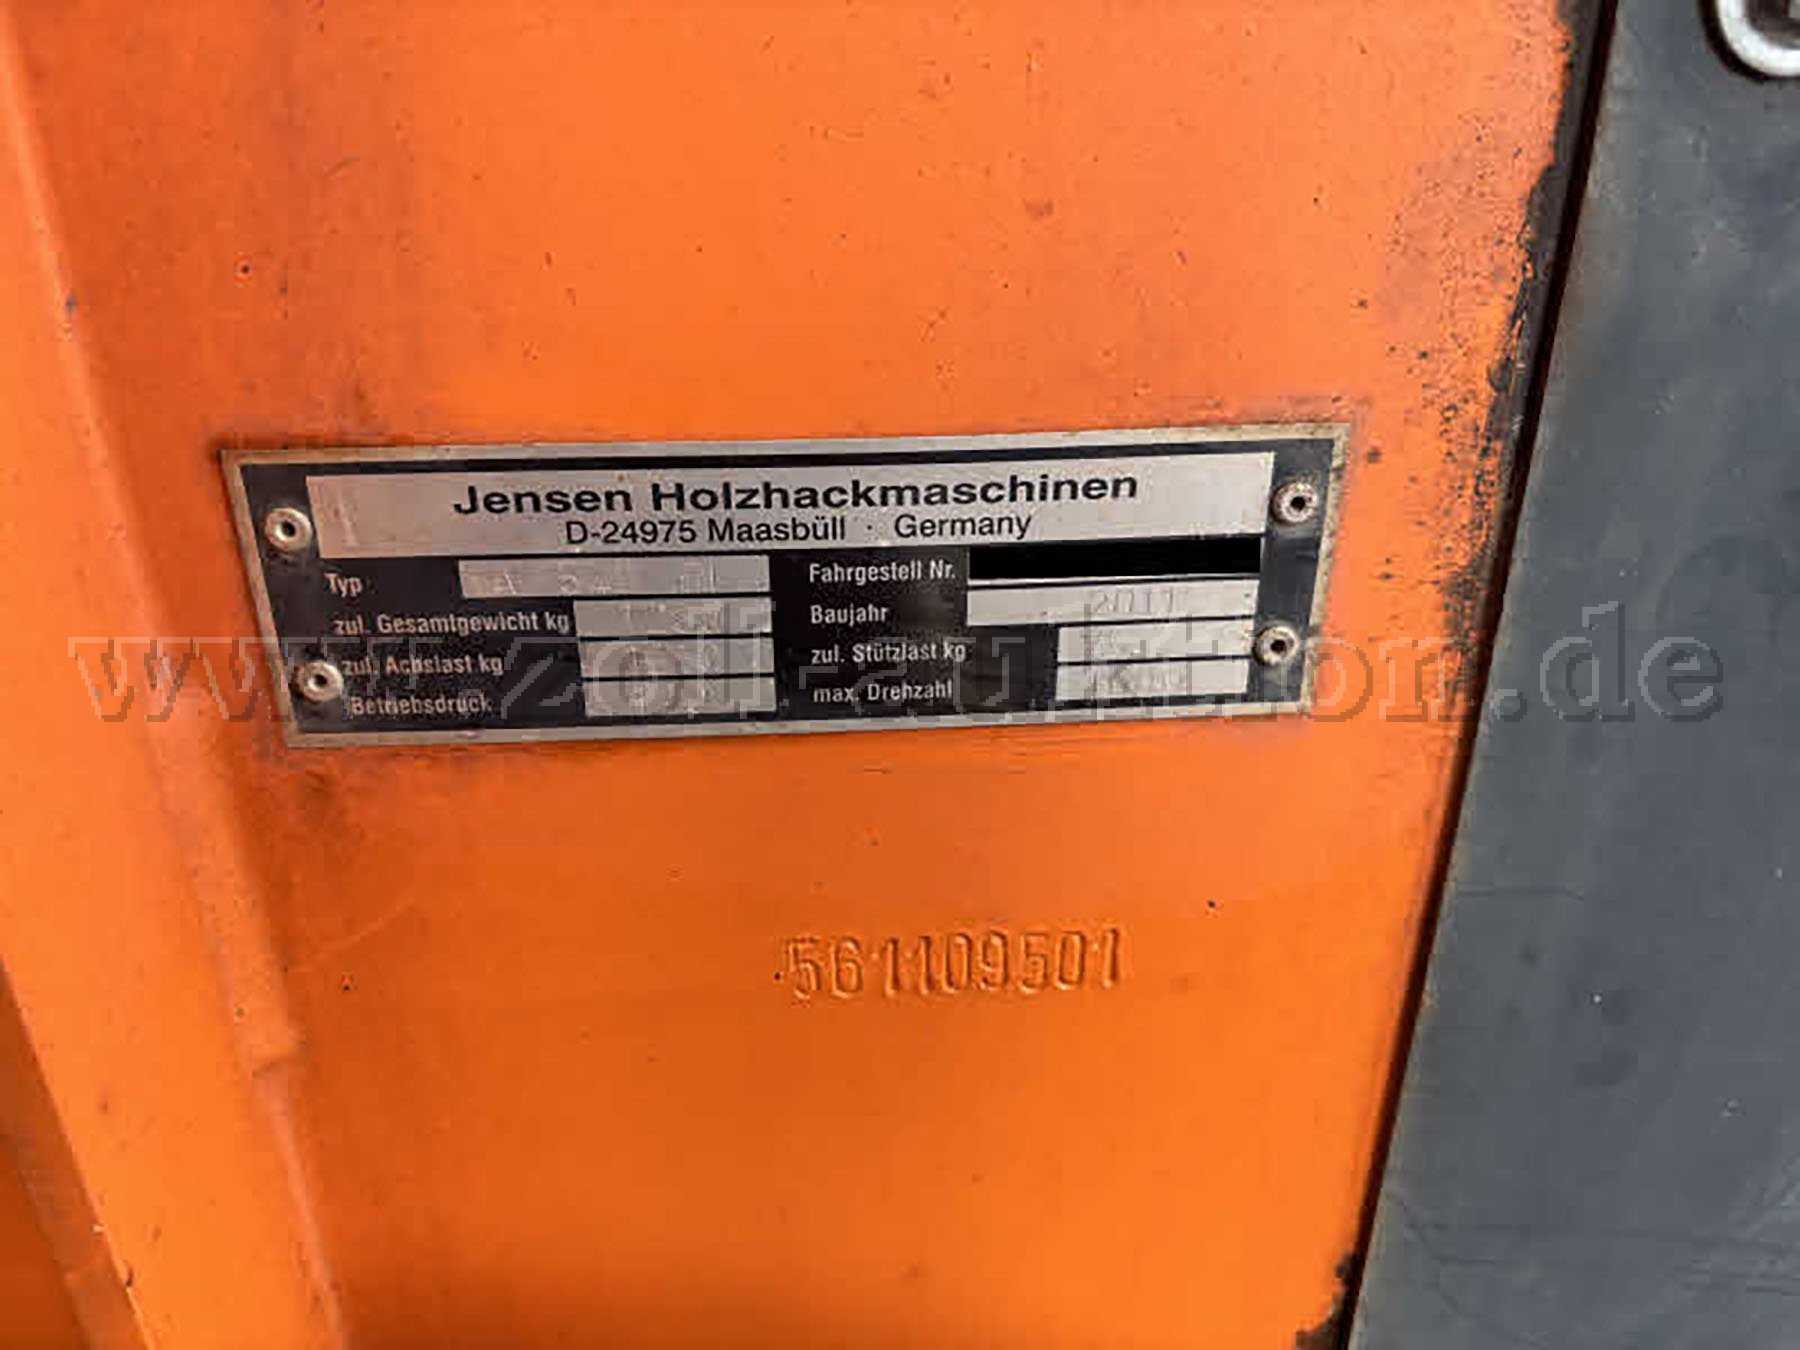 Jensen Holzhackmaschinen
D-24975 Maasbüll · Germany
Typ
Fahrgestell Nr.
zul. Gesamtgewicht kg
Baujahr 2011
zul. Achslast kg
zul. Stützlast kg
Betriebsdruck
max. Drehzahl
www.zoll-auktion.de
561109501